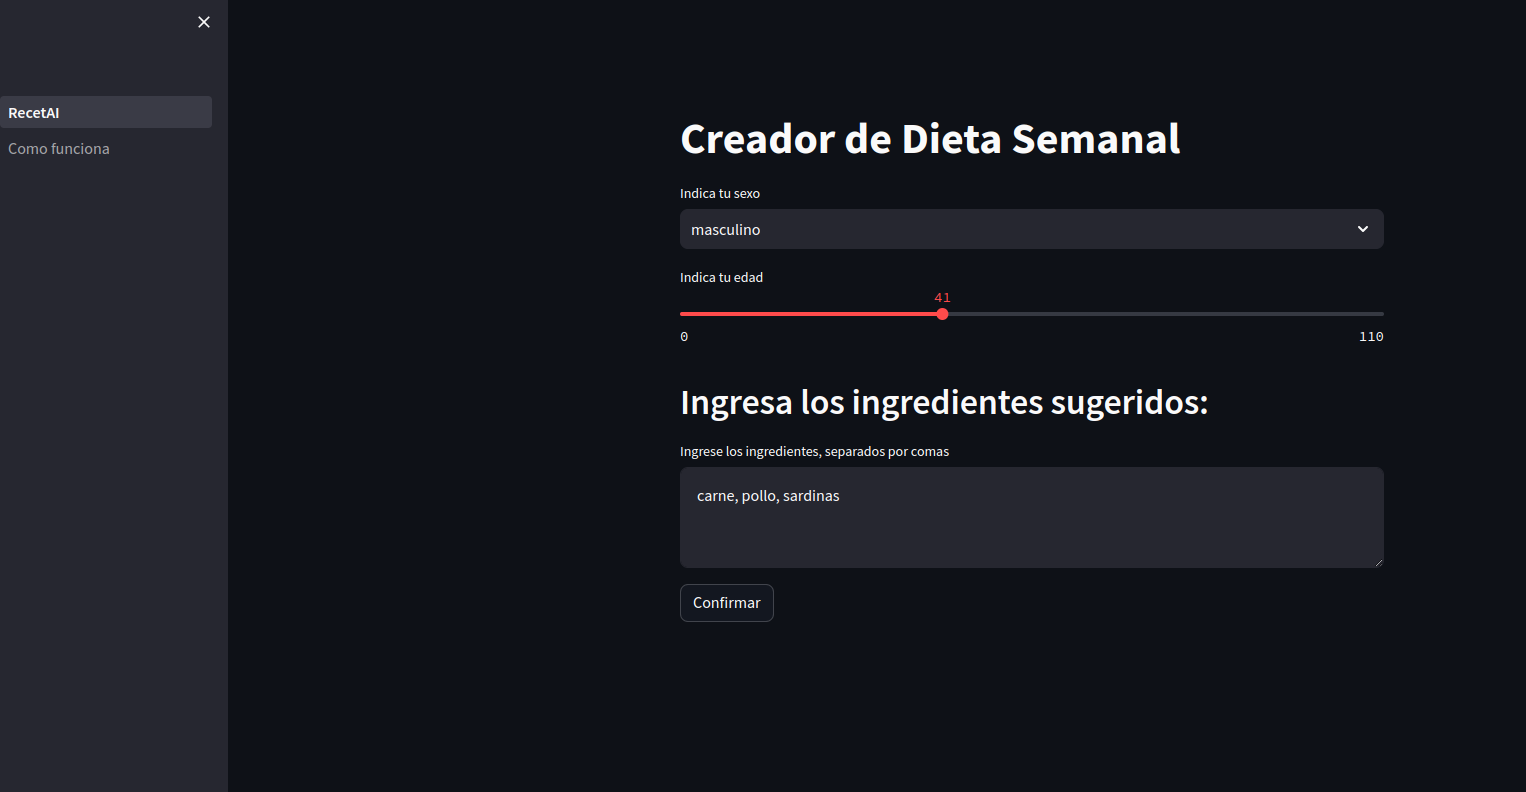 RecetAI
Como funciona
Creador de Dieta Semanal
Indica tu sexo
masculino
Indica tu edad
41
0 110
Ingresa los ingredientes sugeridos:
Ingrese los ingredientes, separados por comas
carne, pollo, sardinas
Confirmar